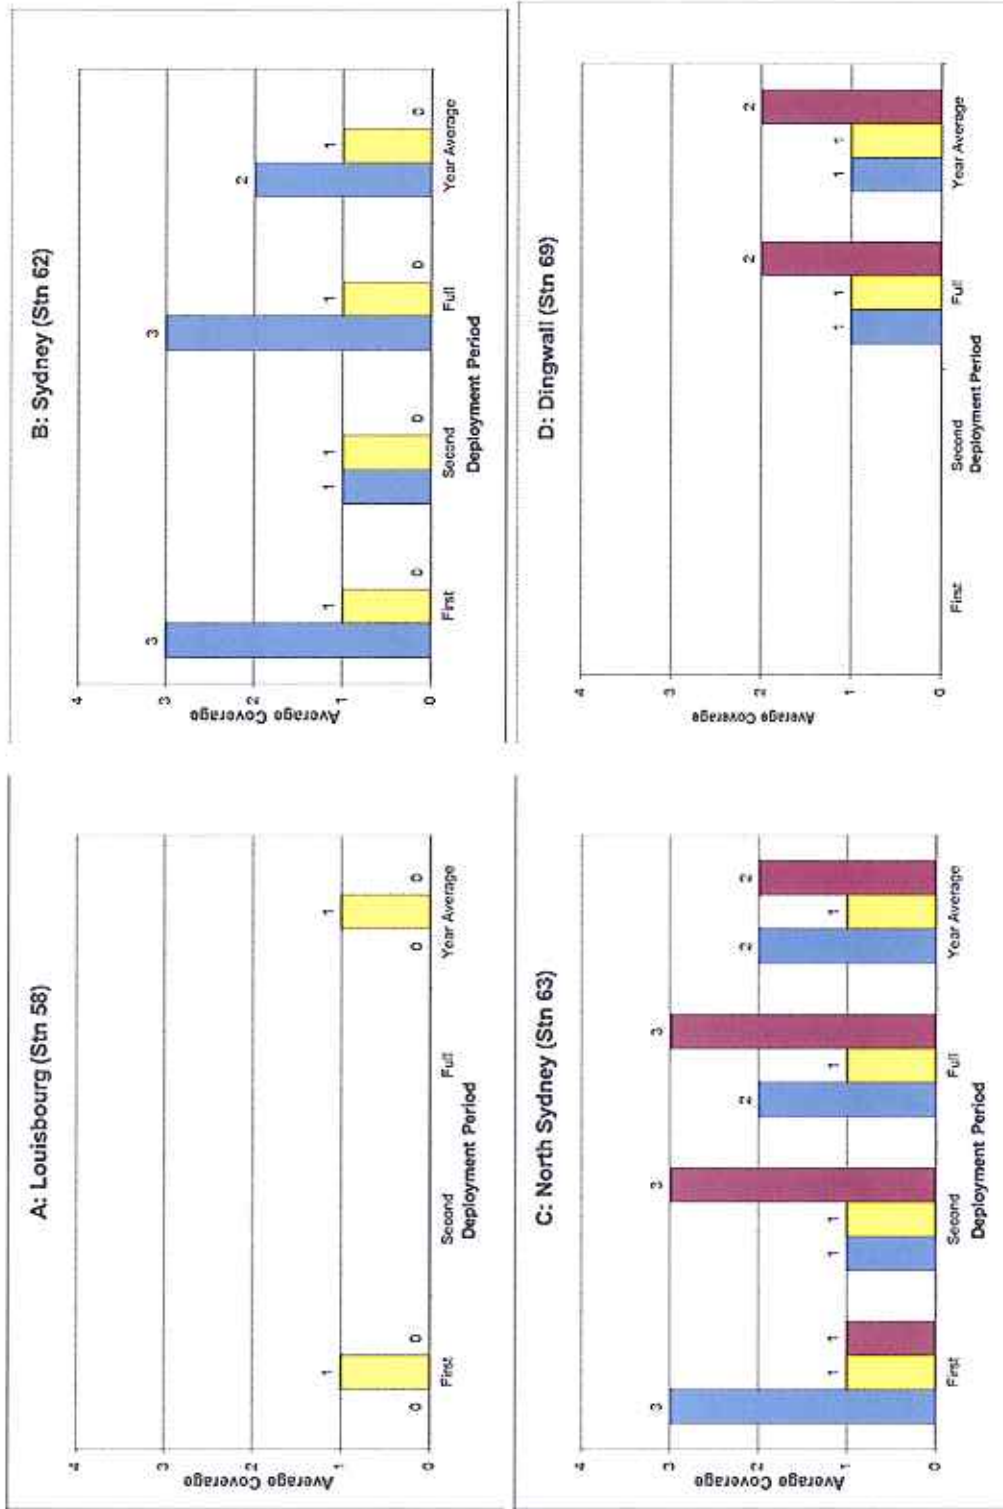 A: Louisbourg (Stn 58)
Average Coverage
4
3
2
1
0
0
1
0
0
1
0
First
Second
Full
Year Average
Deployment Period
B: Sydney (Stn 62)
Average Coverage
4
3
2
1
0
3
1
0
1
1
0
3
1
0
2
1
0
First
Second
Full
Year Average
Deployment Period
C: North Sydney (Stn 63)
Average Coverage
4
3
2
1
0
3
1
1
1
1
3
2
1
3
2
1
2
First
Second
Full
Year Average
Deployment Period
D: Dingwall (Stn 69)
Average Coverage
4
3
2
1
0
1
1
2
1
1
2
First
Second
Full
Year Average
Deployment Period